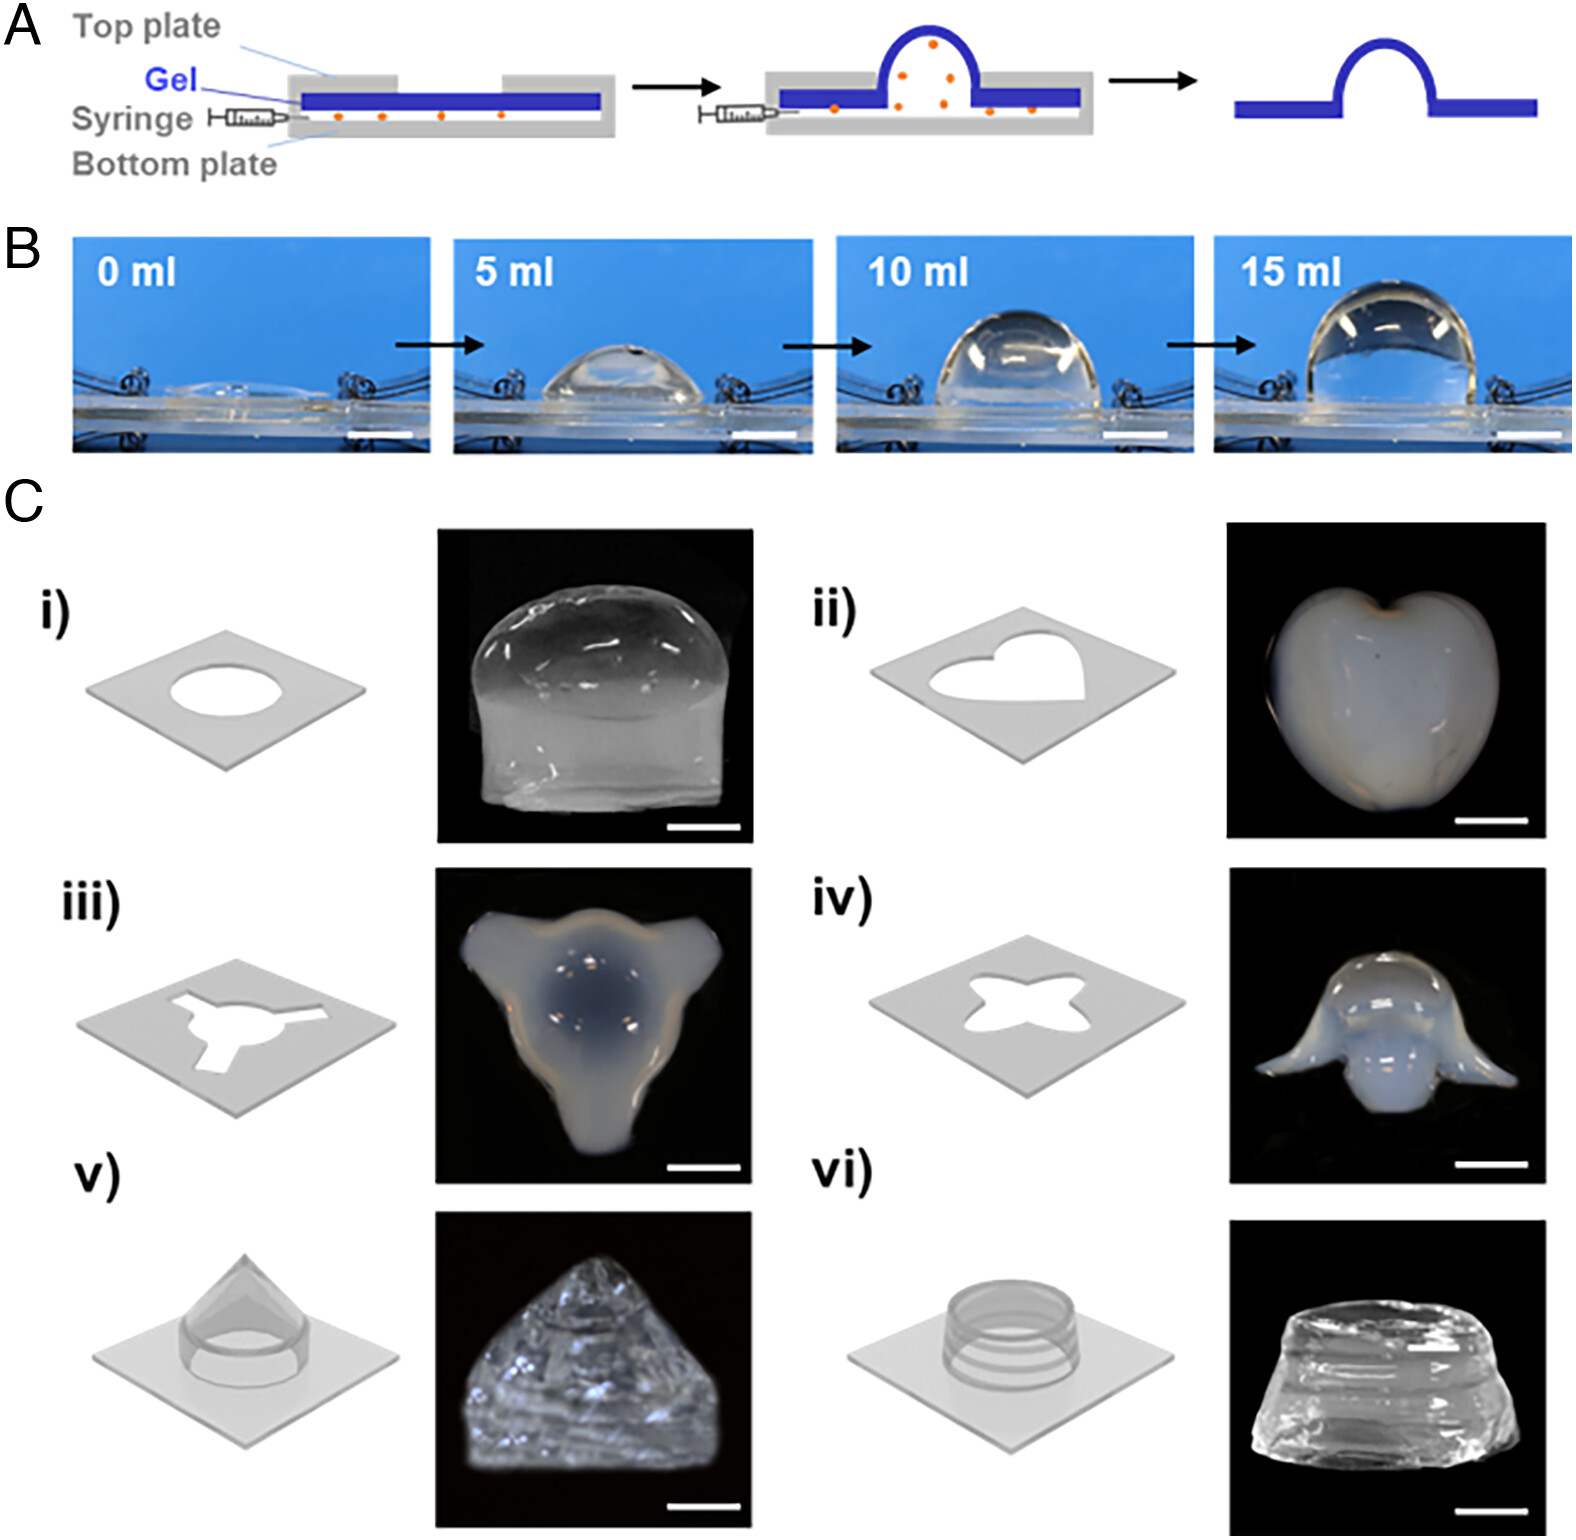 A
Top plate
Gel
Syringe
Bottom plate
B
0 ml
5 ml
10 ml
15 ml
C
i)
ii)
iii)
iv)
v)
vi)